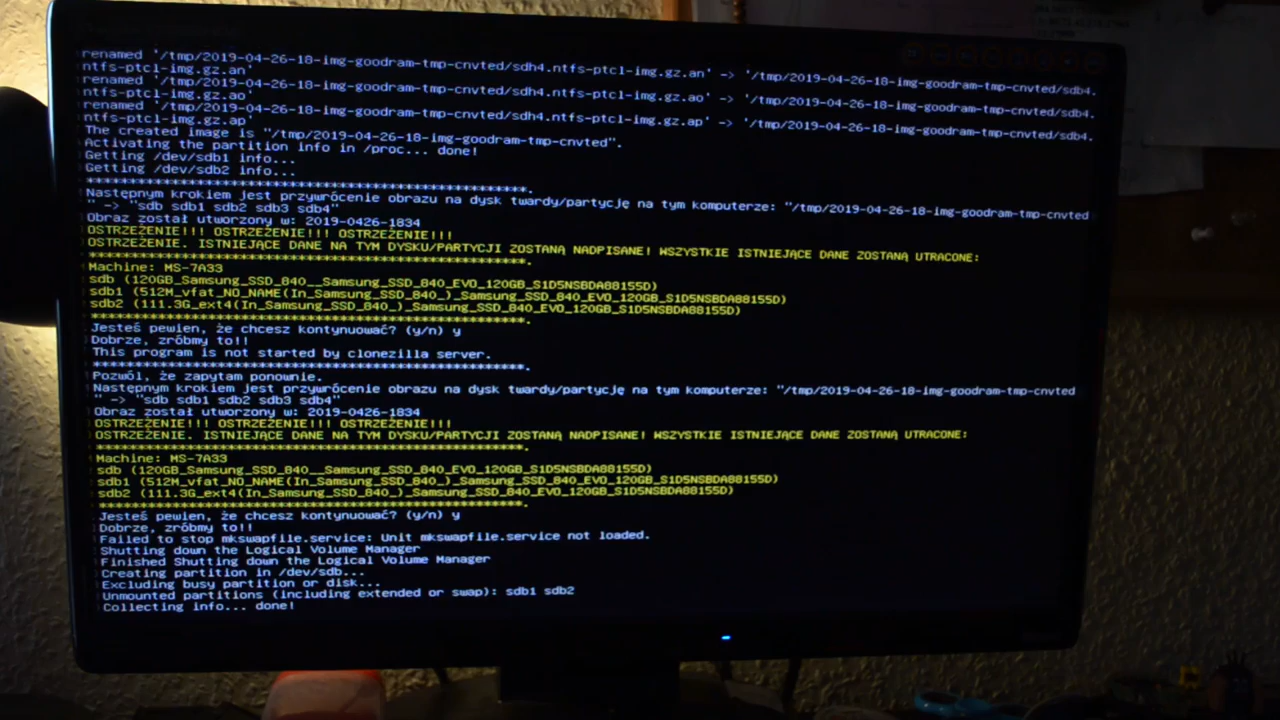 renamed '/tmp/2019-04-26-18-img-goodram-tmp-cnvted/sdh4.ntfs-ptcl-img.gz.an' -> '/tmp/2019-04-26-18-img-goodram-tmp-cnvted/sdb4.
ntfs-ptcl-img.gz.an'
renamed '/tmp/2019-04-26-18-img-goodram-tmp-cnvted/sdh4.ntfs-ptcl-img.gz.ao' -> '/tmp/2019-04-26-18-img-goodram-tmp-cnvted/sdb4.
ntfs-ptcl-img.gz.ao'
renamed '/tmp/2019-04-26-18-img-goodram-tmp-cnvted/sdh4.ntfs-ptcl-img.gz.ap' -> '/tmp/2019-04-26-18-img-goodram-tmp-cnvted/sdb4.
ntfs-ptcl-img.gz.ap'
The created image is "/tmp/2019-04-26-18-img-goodram-tmp-cnvted".
Activating the partition info in /proc... done!
Getting /dev/sdb1 info...
Getting /dev/sdb2 info...
*************************************************************.
Następnym krokiem jest przywrócenie obrazu na dysk twardy/partycję na tym komputerze: "/tmp/2019-04-26-18-img-goodram-tmp-cnvted
" -> "sdb sdb1 sdb2 sdb3 sdb4"
Obraz został utworzony w: 2019-0426-1834
OSTRZEŻENIE!!! OSTRZEŻENIE!!! OSTRZEŻENIE!!!
OSTRZEŻENIE. ISTNIEJĄCE DANE NA TYM DYSKU/PARTYCJI ZOSTANĄ NADPISANE! WSZYSTKIE ISTNIEJĄCE DANE ZOSTANĄ UTRACONE:
*************************************************************.
Machine: MS-7A33
sdb (120GB_Samsung_SSD_840__Samsung_SSD_840_EVO_120GB_S1D5NSBDA88155D)
sdb1 (512M_vfat_NO_NAME(In_Samsung_SSD_840_)_Samsung_SSD_840_EVO_120GB_S1D5NSBDA88155D)
sdb2 (111.3G_ext4(In_Samsung_SSD_840_)_Samsung_SSD_840_EVO_120GB_S1D5NSBDA88155D)
*************************************************************.
Jesteś pewien, że chcesz kontynuować? (y/n) y
Dobrze, zróbmy to!!
This program is not started by clonezilla server.
*************************************************************.
Pozwól, że zapytam ponownie.
Następnym krokiem jest przywrócenie obrazu na dysk twardy/partycję na tym komputerze: "/tmp/2019-04-26-18-img-goodram-tmp-cnvted
" -> "sdb sdb1 sdb2 sdb3 sdb4"
Obraz został utworzony w: 2019-0426-1834
OSTRZEŻENIE!!! OSTRZEŻENIE!!! OSTRZEŻENIE!!!
OSTRZEŻENIE. ISTNIEJĄCE DANE NA TYM DYSKU/PARTYCJI ZOSTANĄ NADPISANE! WSZYSTKIE ISTNIEJĄCE DANE ZOSTANĄ UTRACONE:
*************************************************************.
Machine: MS-7A33
sdb (120GB_Samsung_SSD_840__Samsung_SSD_840_EVO_120GB_S1D5NSBDA88155D)
sdb1 (512M_vfat_NO_NAME(In_Samsung_SSD_840_)_Samsung_SSD_840_EVO_120GB_S1D5NSBDA88155D)
sdb2 (111.3G_ext4(In_Samsung_SSD_840_)_Samsung_SSD_840_EVO_120GB_S1D5NSBDA88155D)
*************************************************************.
Jesteś pewien, że chcesz kontynuować? (y/n) y
Dobrze, zróbmy to!!
Failed to stop mkswapfile.service: Unit mkswapfile.service not loaded.
Shutting down the Logical Volume Manager
Finished Shutting down the Logical Volume Manager
Creating partition in /dev/sdb...
Excluding busy partition or disk...
Unmounted partitions (including extended or swap): sdb1 sdb2
Collecting info... done!